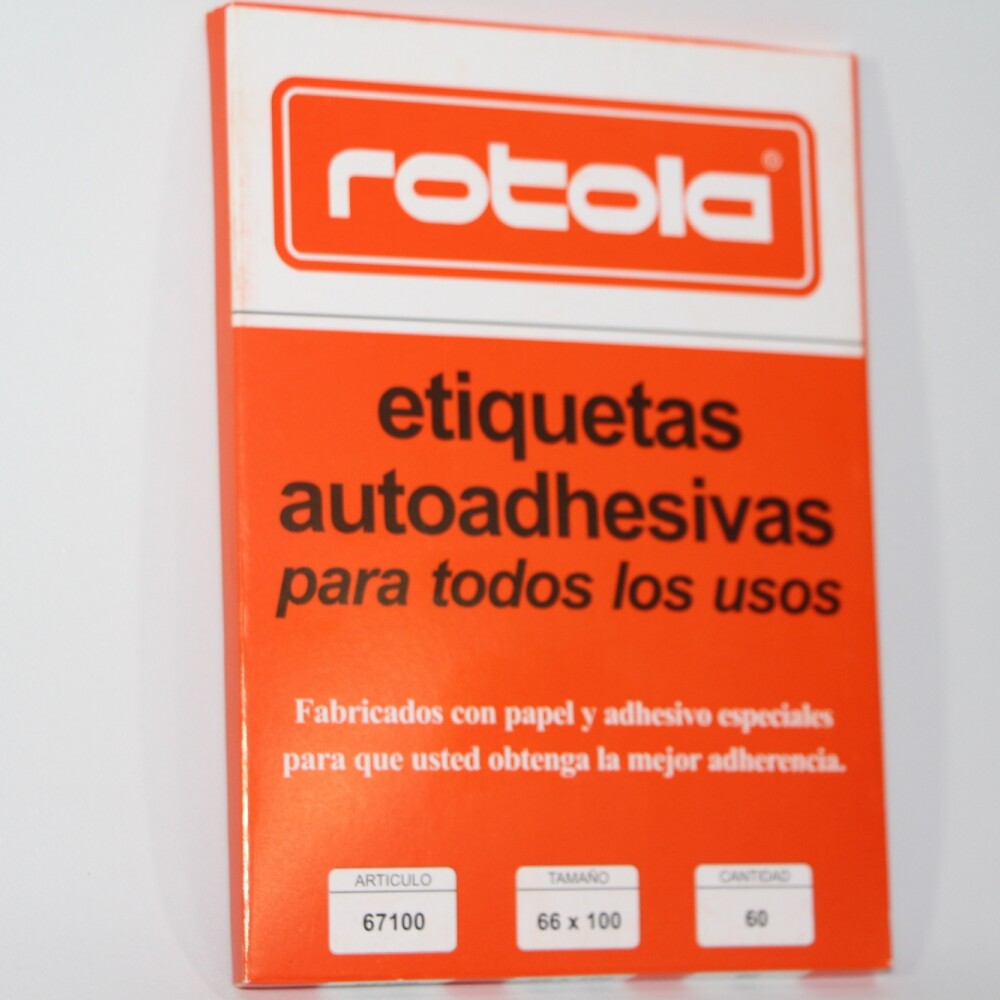 rotola®
etiquetas
autoadhesivas
para todos los usos
Fabricados con papel y adhesivo especiales
para que usted obtenga la mejor adherencia.
ARTICULO TAMAÑO CANTIDAD
67100 66 x 100 60